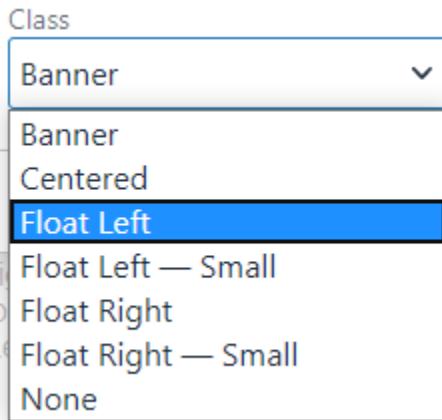 Class
Banner
Banner
Centered
Float Left
Float Left — Small
Float Right
Float Right — Small
None